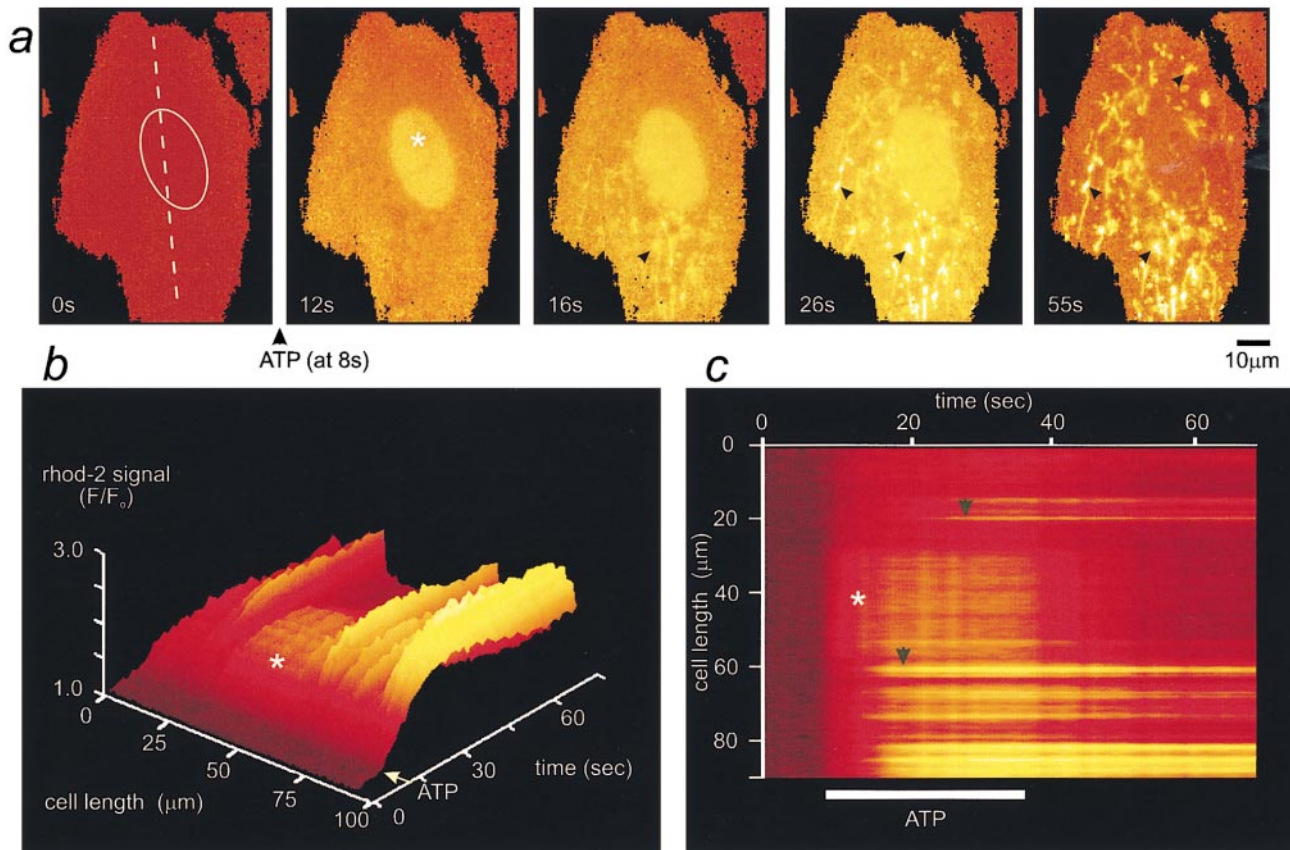 a
0s
12s
*
16s
26s
55s
ATP (at 8s)
10μm
b
rhod-2 signal
(F/F₀)
3.0
1.0
0
25
50
75
100
cell length (μm)
*
0
30
60
time (sec)
ATP
c
time (sec)
0 20 40 60
0
20
40
60
80
cell length (μm)
*
ATP